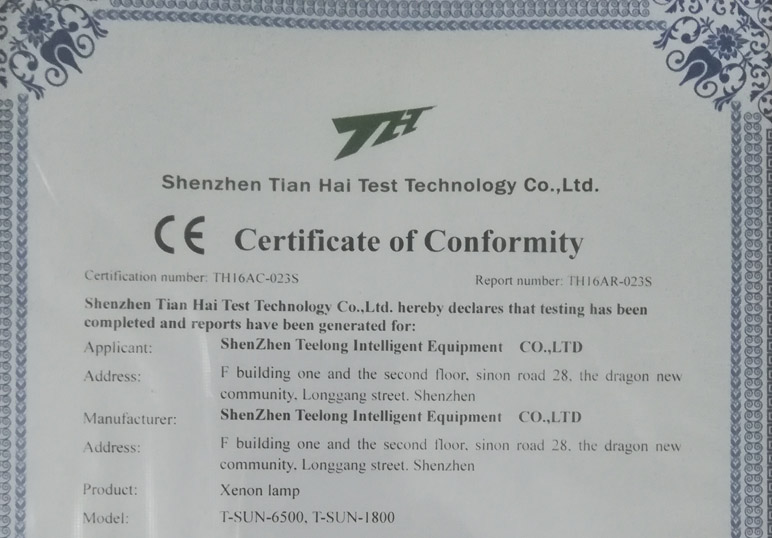 TH
Shenzhen Tian Hai Test Technology Co.,Ltd.
CE Certificate of Conformity
Certification number: TH16AC-023S Report number: TH16AR-023S
Shenzhen Tian Hai Test Technology Co.,Ltd. hereby declares that testing has been
completed and reports have been generated for:
Applicant: ShenZhen Teelong Intelligent Equipment CO.,LTD
Address: F building one and the second floor, sinon road 28, the dragon new
community, Longgang street. Shenzhen
Manufacturer: ShenZhen Teelong Intelligent Equipment CO.,LTD
Address: F building one and the second floor, sinon road 28, the dragon new
community, Longgang street. Shenzhen
Product: Xenon lamp
Model: T-SUN-6500, T-SUN-1800